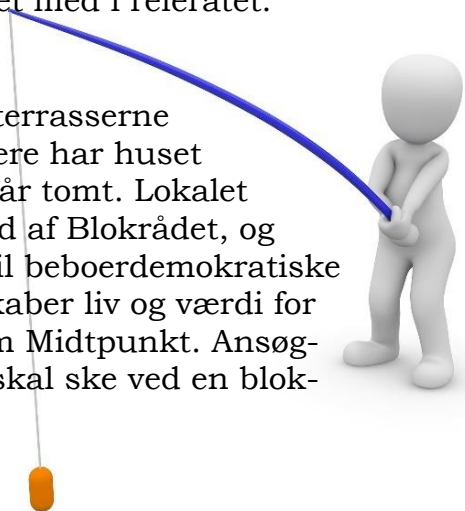 et med i referatet.
terrasserne
ere har huset
år tomt. Lokalet
d af Blokrådet, og
il beboerdemokratiske
kaber liv og værdi for
n Midtpunkt. Ansøg-
skal ske ved en blok-